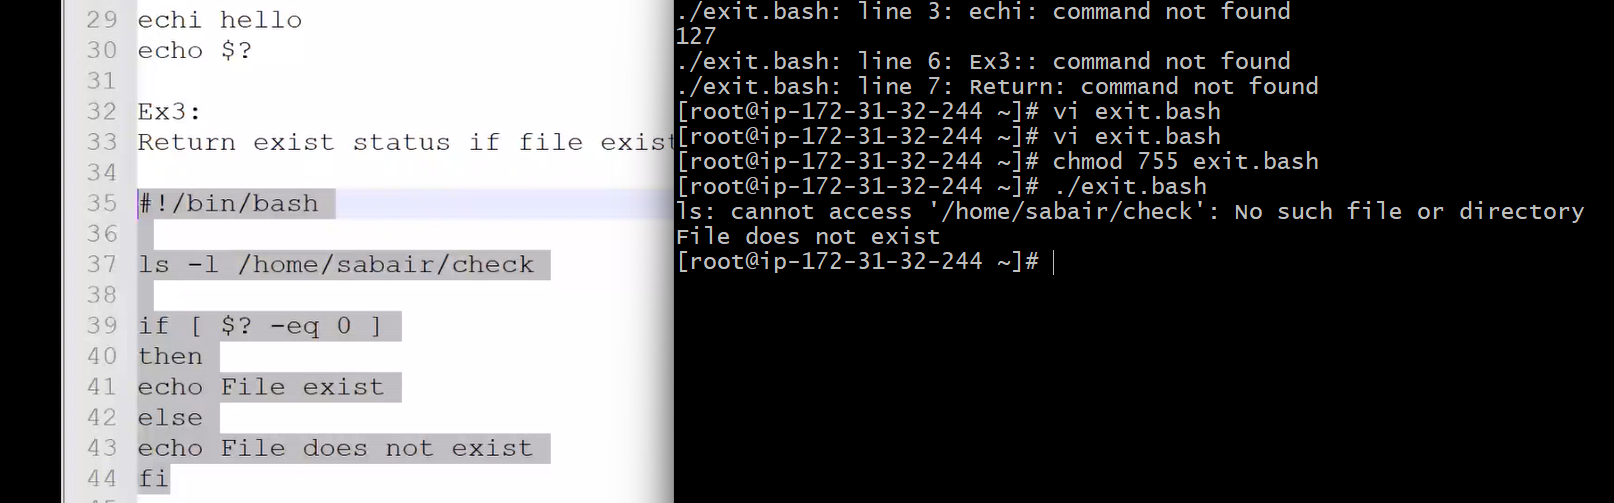 29 echi hello
30 echo $?
31
32 Ex3:
33 Return exist status if file exist
34
35 #!/bin/bash
36
37 ls -l /home/sabair/check
38
39 if [ $? -eq 0 ]
40 then
41 echo File exist
42 else
43 echo File does not exist
44 fi
./exit.bash: line 3: echi: command not found
127
./exit.bash: line 6: Ex3:: command not found
./exit.bash: line 7: Return: command not found
[root@ip-172-31-32-244 ~]# vi exit.bash
[root@ip-172-31-32-244 ~]# vi exit.bash
[root@ip-172-31-32-244 ~]# chmod 755 exit.bash
[root@ip-172-31-32-244 ~]# ./exit.bash
ls: cannot access '/home/sabair/check': No such file or directory
File does not exist
[root@ip-172-31-32-244 ~]#